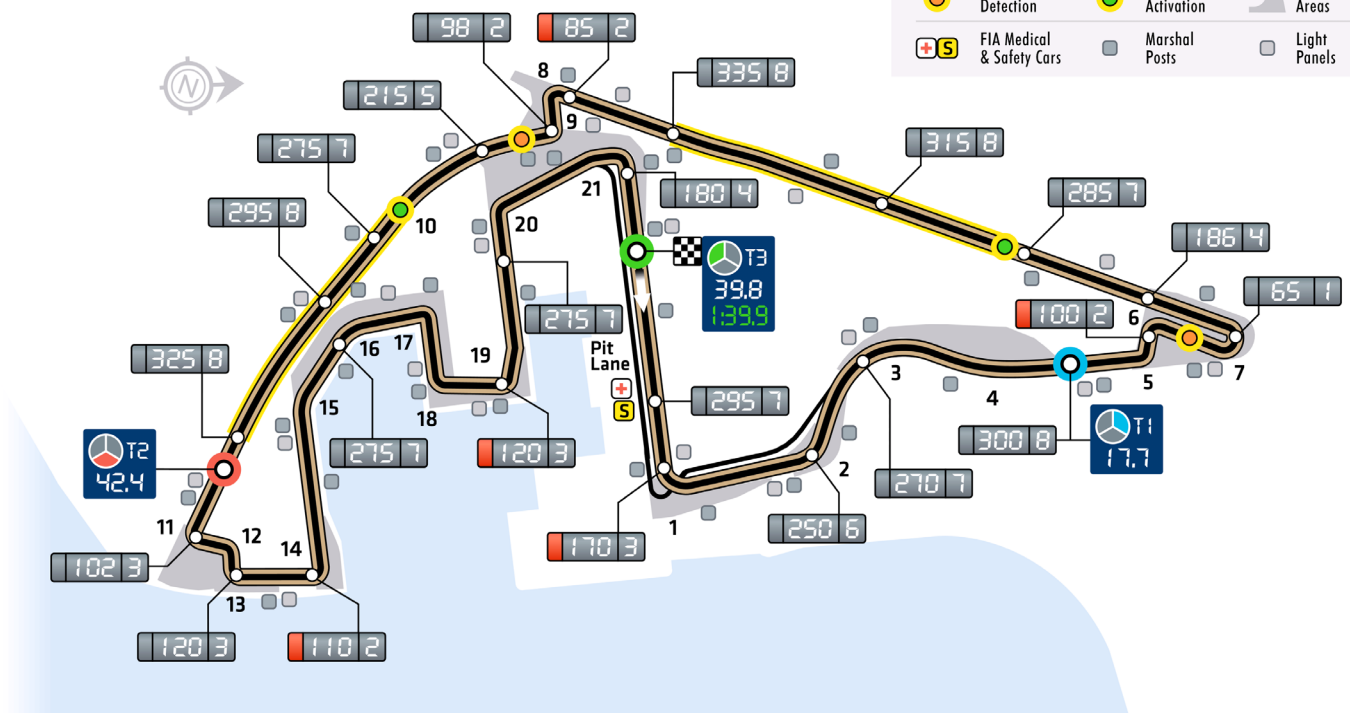 Detection
Activation
Areas
S
FIA Medical
& Safety Cars
Marshal
Posts
Light
Panels
N
98 2
85 2
8
335 8
215 5
9
275 7
315 8
21
180 4
285 7
295 8
10
20
186 4
T3
39.8
1:39.9
65 1
100 2
6
275 7
16
17
19
Pit
Lane
S
3
5
7
325 8
15
18
4
295 7
T1
17.7
T2
42.4
275 7
120 3
300 8
2
270 7
11
12
14
1
250 6
170 3
102 3
13
120 3
110 2